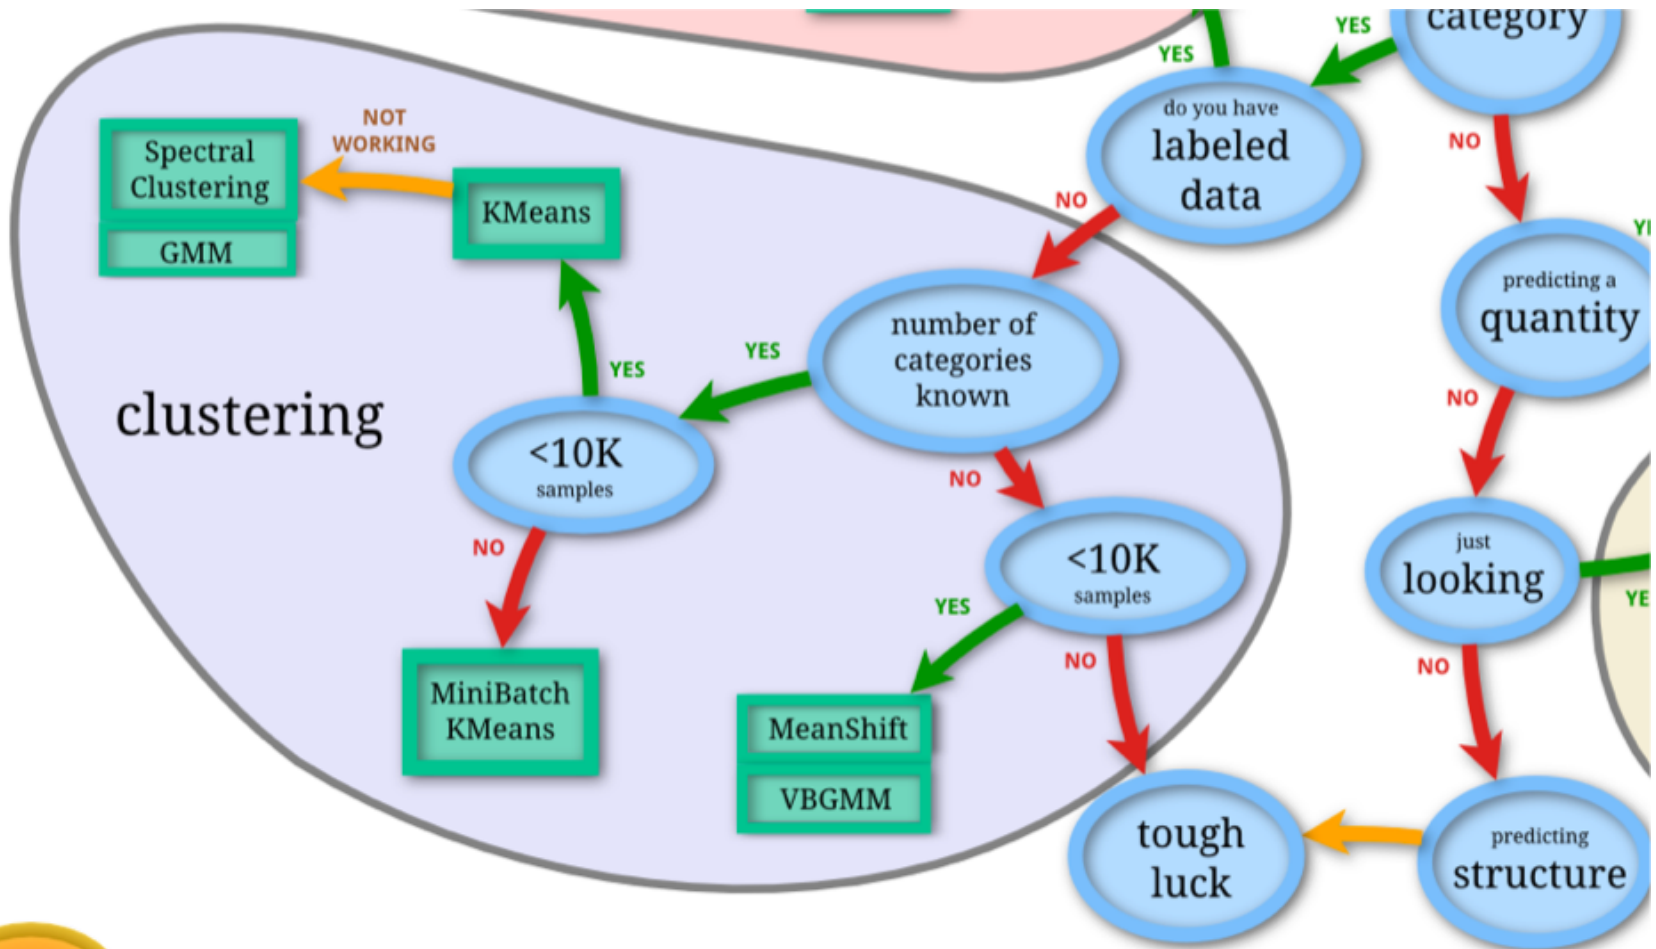 category
YES
YES
do you have
labeled
data
NO
NO
NOT
WORKING
Spectral
Clustering
GMM
KMeans
predicting a
quantity
number of
categories
known
YES
YES
NO
clustering
<10K
samples
NO
NO
<10K
samples
just
looking
YES
NO
NO
MiniBatch
KMeans
MeanShift
VBGMM
tough
luck
predicting
structure